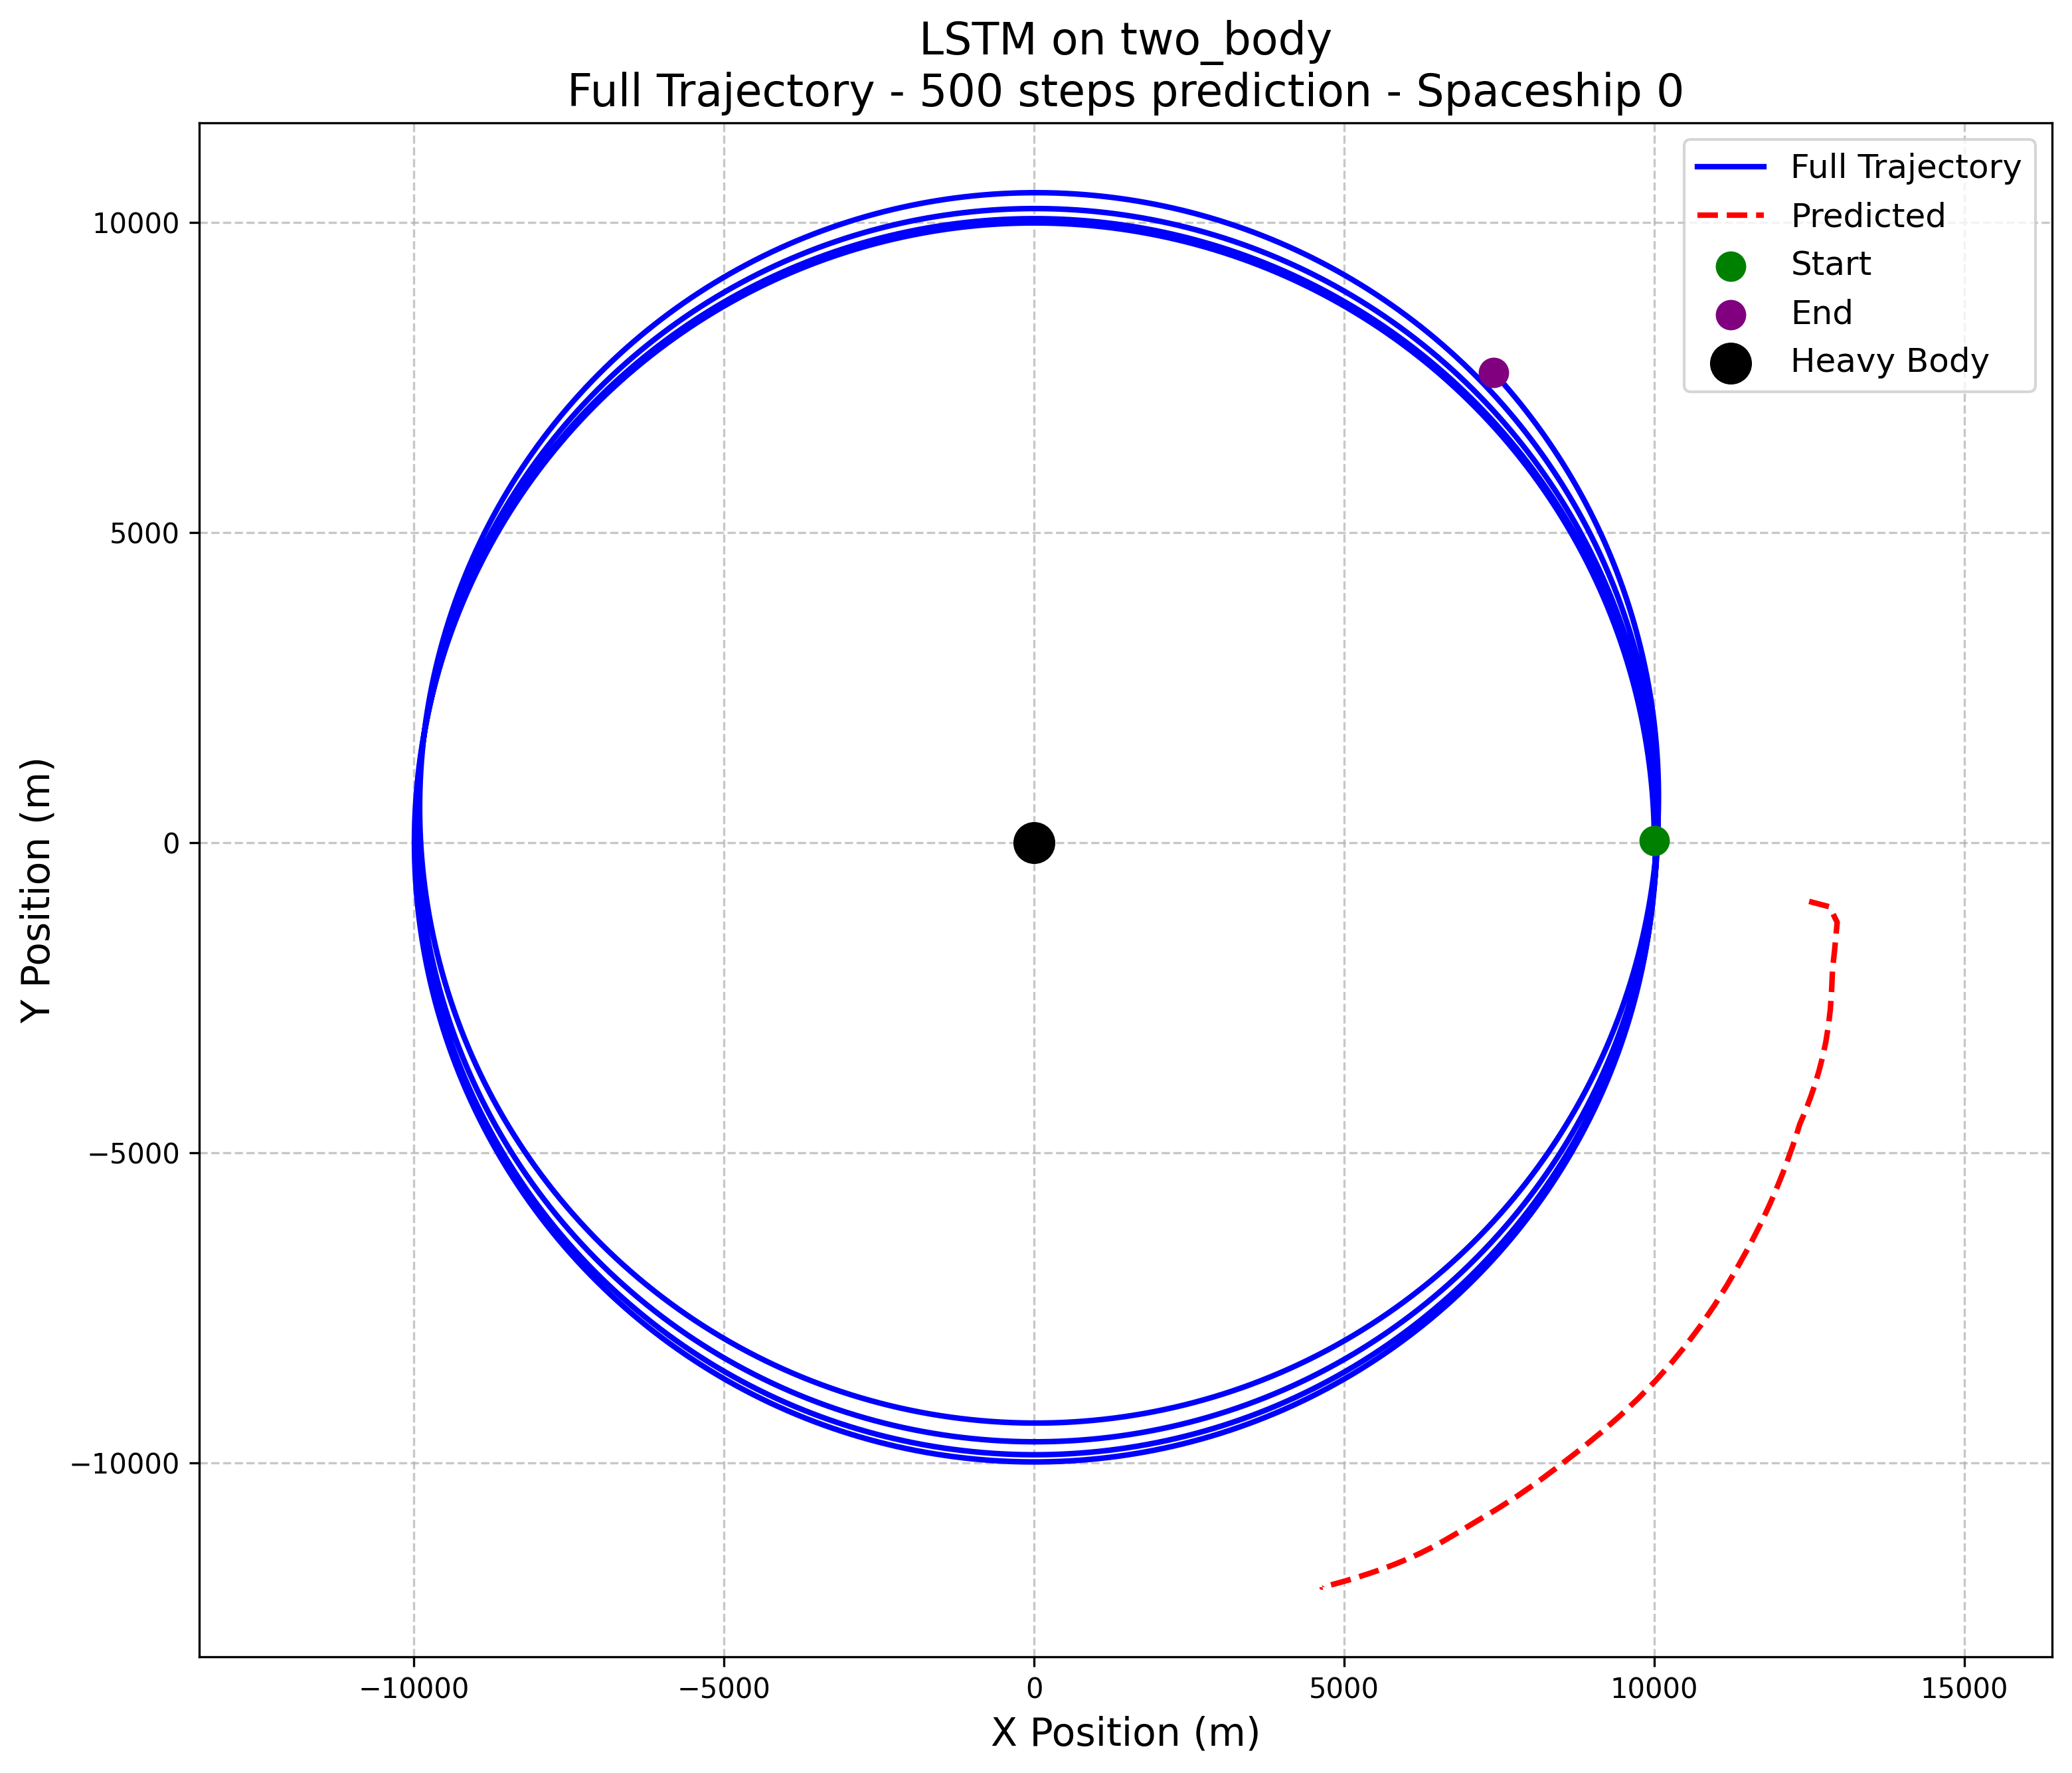 LSTM on two_body
Full Trajectory - 500 steps prediction - Spaceship 0
Full Trajectory
Predicted
Start
End
Heavy Body
Y Position (m)
10000
5000
0
−5000
−10000
−10000
−5000
0
5000
10000
15000
X Position (m)